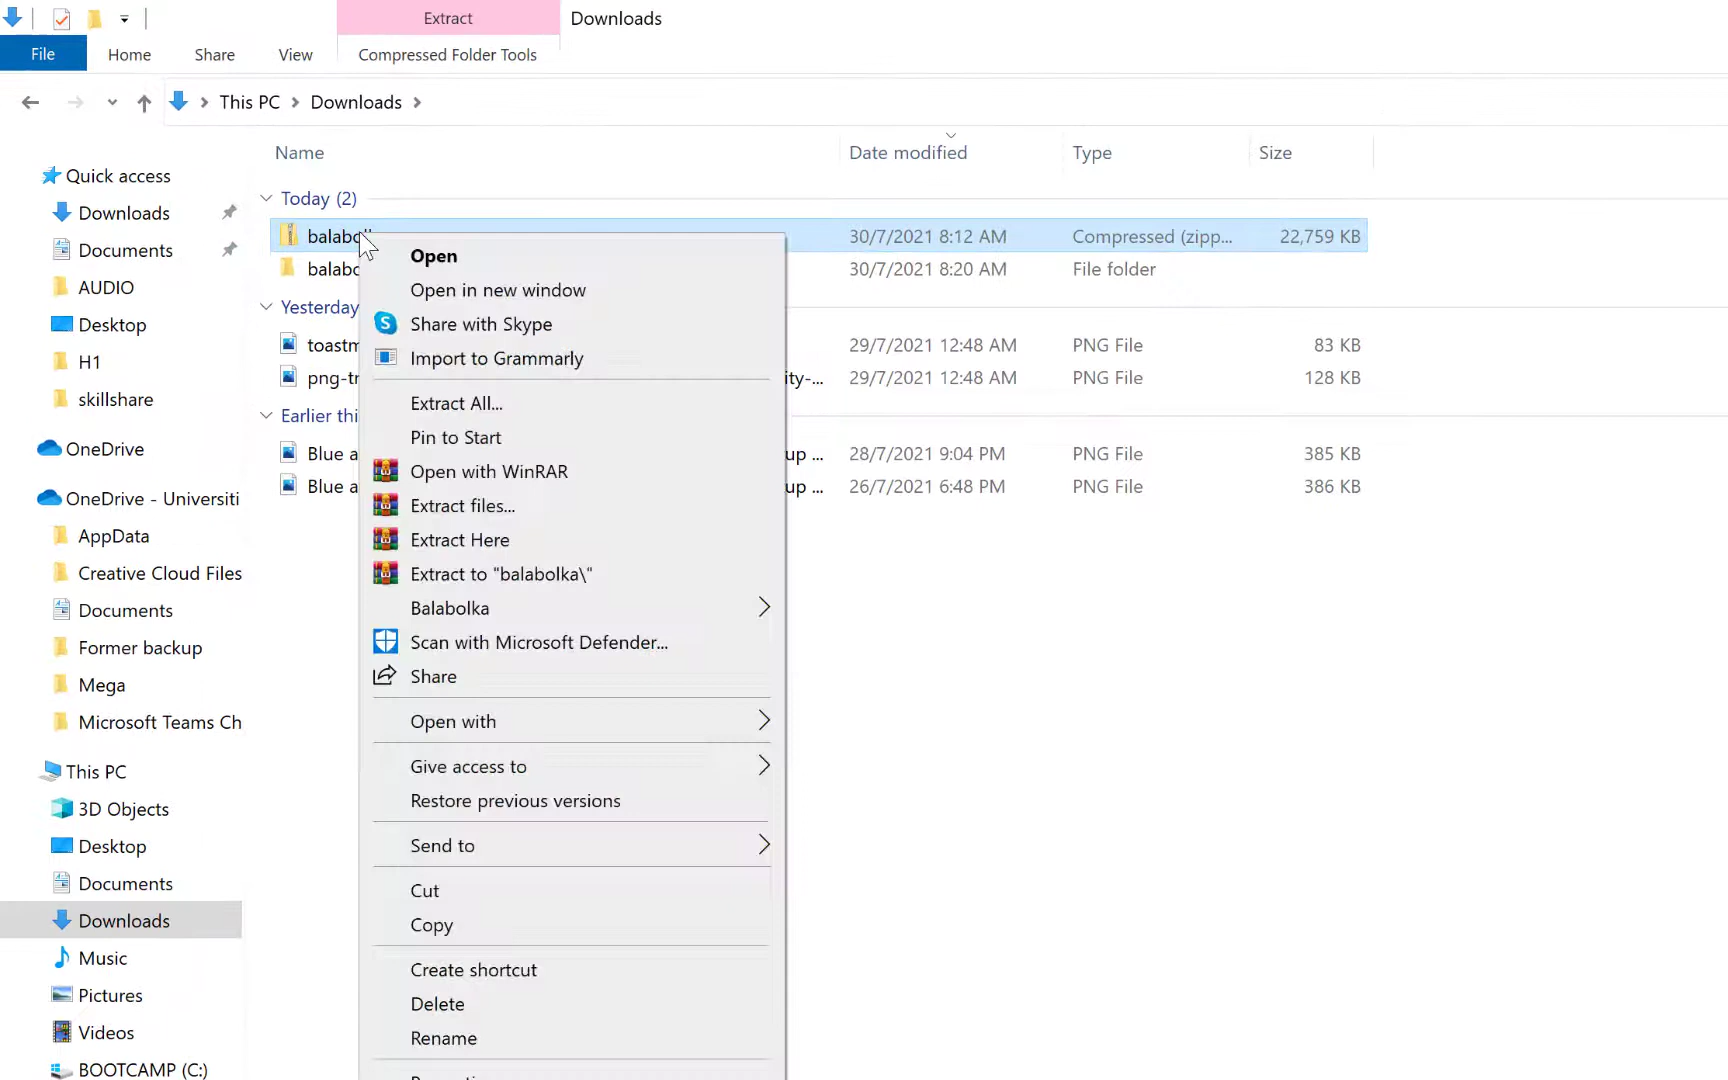 Extract
Downloads
File
Home
Share
View
Compressed Folder Tools
This PC
Downloads
Name
Date modified
Type
Size
Quick access
Downloads
Documents
AUDIO
Desktop
H1
skillshare
OneDrive
OneDrive - Universiti
AppData
Creative Cloud Files
Documents
Former backup
Mega
Microsoft Teams Ch
This PC
3D Objects
Desktop
Documents
Downloads
Music
Pictures
Videos
BOOTCAMP (C:)
Today (2)
30/7/2021 8:12 AM Compressed (zipp... 22,759 KB
balabo 30/7/2021 8:20 AM File folder
Yesterday
toastm 29/7/2021 12:48 AM PNG File 83 KB
png-tr ity-... 29/7/2021 12:48 AM PNG File 128 KB
Earlier thi
Blue a up ... 28/7/2021 9:04 PM PNG File 385 KB
Blue a up ... 26/7/2021 6:48 PM PNG File 386 KB
Open
Open in new window
Share with Skype
Import to Grammarly
Extract All...
Pin to Start
Open with WinRAR
Extract files...
Extract Here
Extract to "balabolka\"
Balabolka
Scan with Microsoft Defender...
Share
Open with
Give access to
Restore previous versions
Send to
Cut
Copy
Create shortcut
Delete
Rename